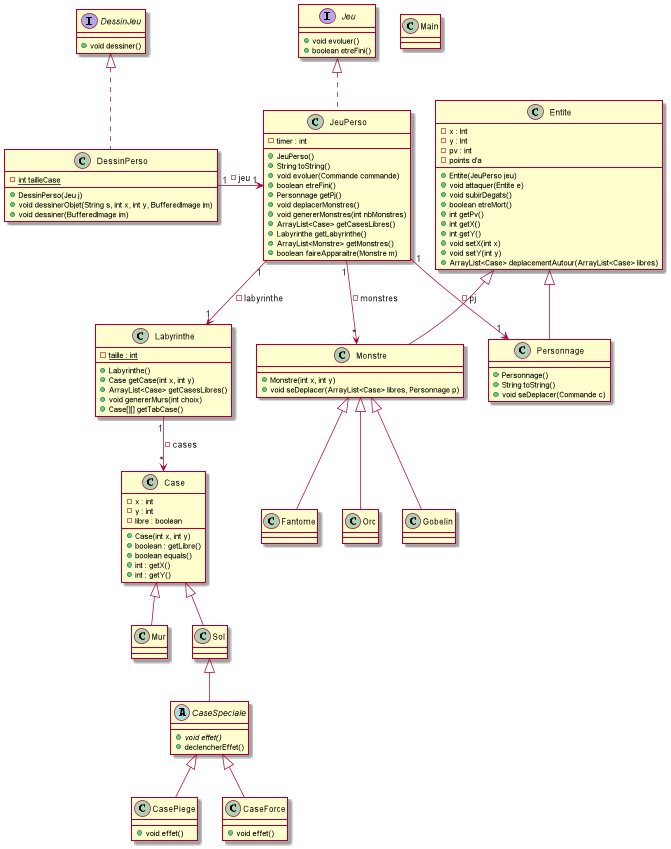 I DessinJeu
void dessiner()
I Jeu
void evoluer()
boolean etreFini()
C Main
C DessinPerso
int tailleCase
DessinPerso(Jeu j)
void dessinerObjet(String s, int x, int y, BufferedImage im)
void dessiner(BufferedImage im)
1 jeu 1
C JeuPerso
timer : int
JeuPerso()
String toString()
void evoluer(Commande commande)
boolean etreFini()
Personnage getPj()
void deplacerMonstres()
void genererMonstres(int nbMonstres)
ArrayList<Case> getCasesLibres()
Labyrinthe getLabyrinthe()
ArrayList<Monstre> getMonstres()
boolean faireApparaitre(Monstre m)
C Entite
x : Int
y : Int
pv : int
points d'a
Entite(JeuPerso jeu)
void attaquer(Entite e)
void subirDegats()
boolean etreMort()
int getPv()
int getX()
int getY()
void setX(int x)
void setY(int y)
ArrayList<Case> deplacementAutour(ArrayList<Case> libres)
1
labyrinthe
1
1
monstres
*
1
pj
1
C Labyrinthe
taille : int
Labyrinthe()
Case getCase(int x, int y)
ArrayList<Case> getCasesLibres()
void genererMurs(int choix)
Case[][] getTabCase()
C Monstre
Monstre(int x, int y)
void seDeplacer(ArrayList<Case> libres, Personnage p)
C Personnage
Personnage()
String toString()
void seDeplacer(Commande c)
1
cases
*
C Case
x : int
y : int
libre : boolean
Case(int x, int y)
boolean : getLibre()
boolean equals()
int : getX()
int : getY()
C Fantome
C Orc
C Gobelin
C Mur
C Sol
A CaseSpeciale
void effet()
declencherEffet()
C CasePiege
void effet()
C CaseForce
void effet()